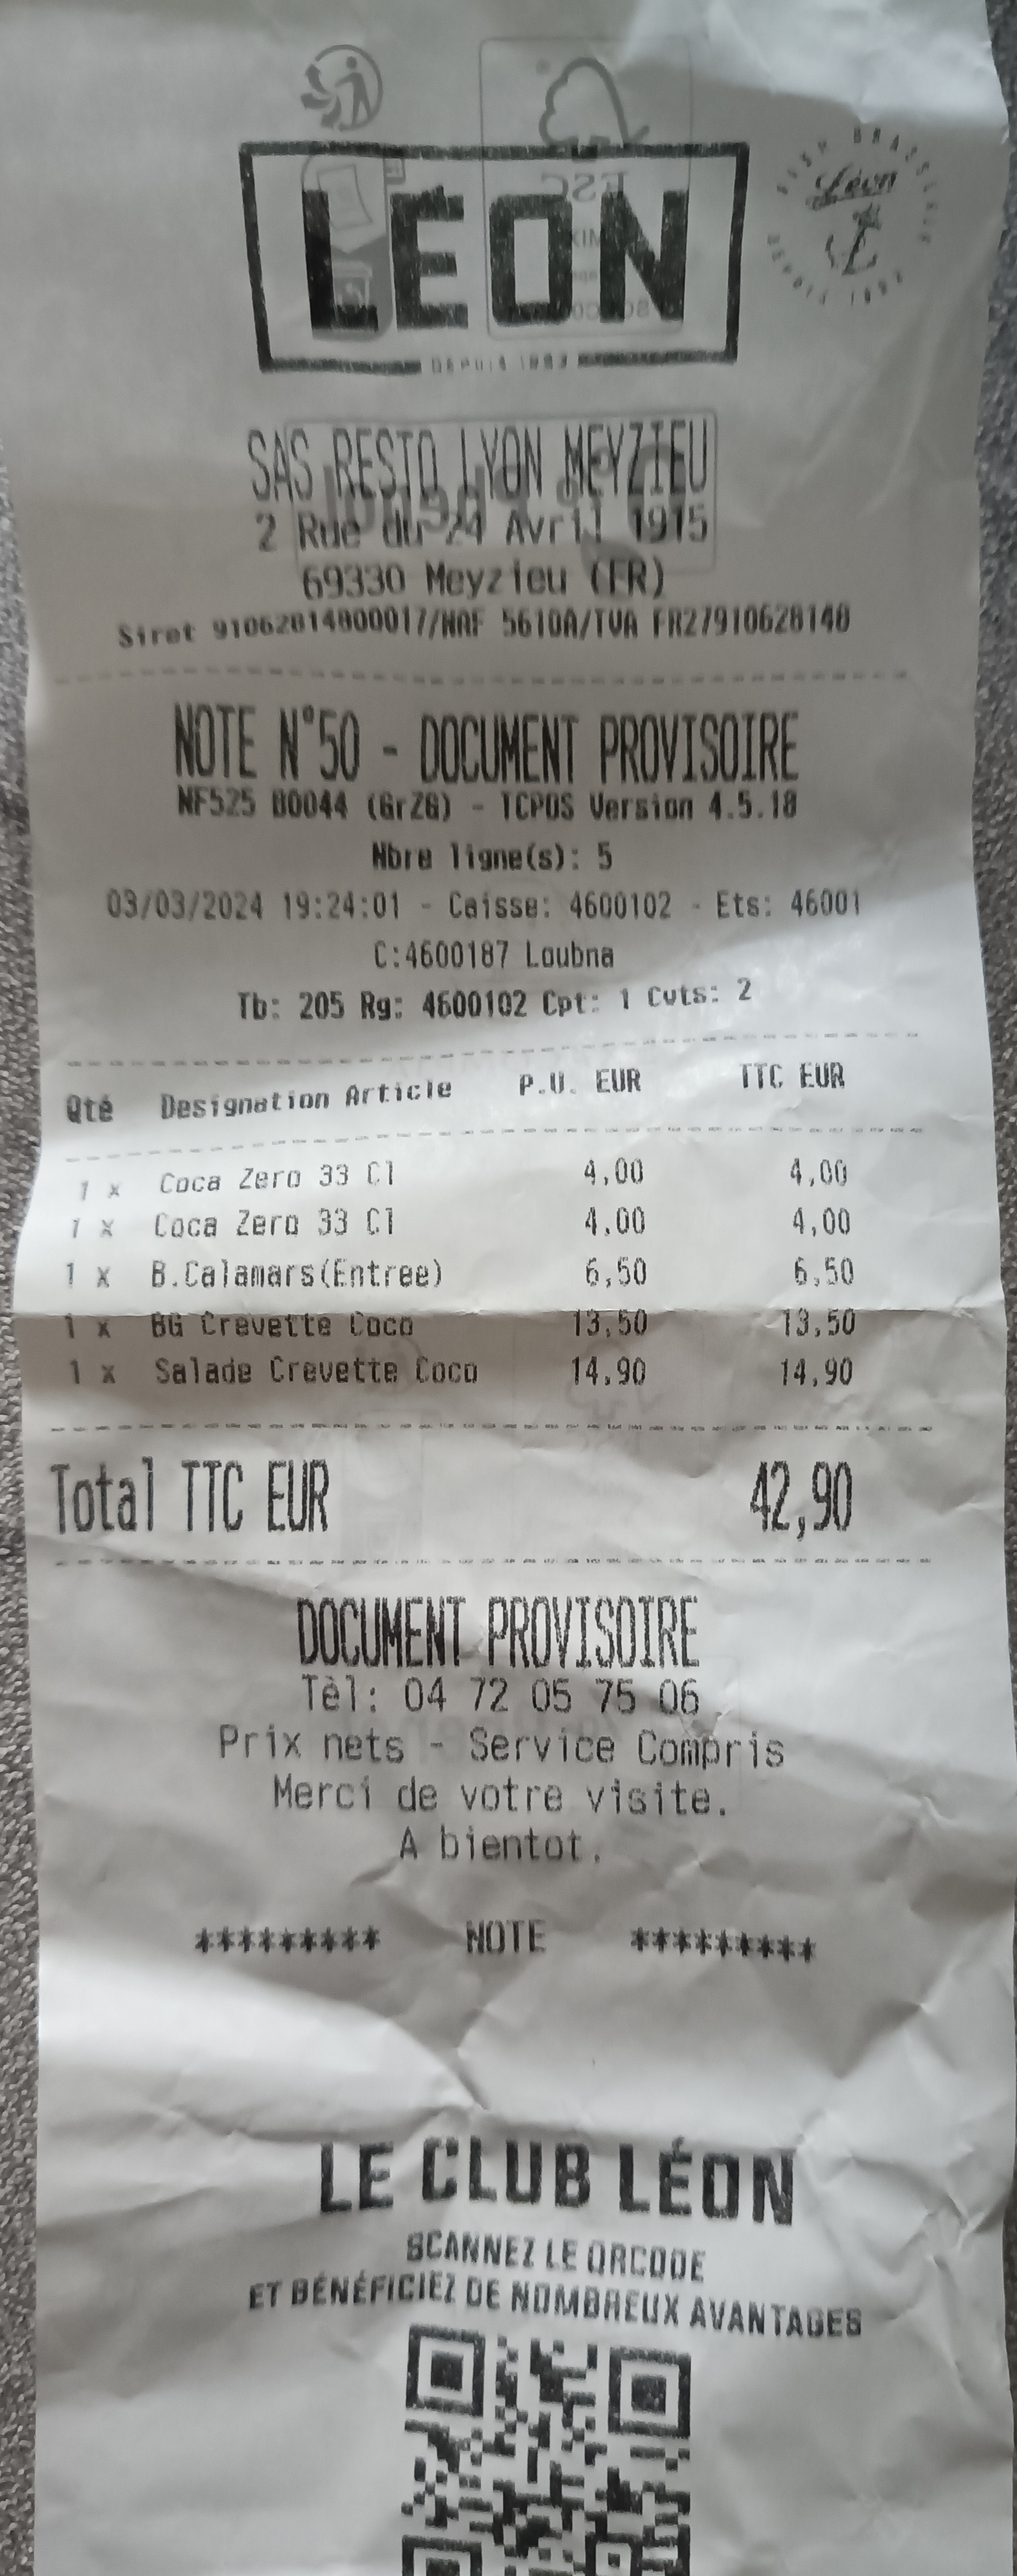 LÉON
DEPUIS 1893
Léon
SAS RESTO LYON MEYZIEU
2 Rue du 24 Avril 1915
69330 Meyzieu (FR)
Siret 91062814800017/NAF 5610A/TVA FR27910628148
NOTE N°50 - DOCUMENT PROVISOIRE
NF525 B0044 (GrZG) - TCPOS Version 4.5.18
Nbre ligne(s): 5
03/03/2024 19:24:01 - Caisse: 4600102 - Ets: 46001
C:4600187 Loubna
Tb: 205 Rg: 4600102 Cpt: 1 Cvts: 2
Qté Designation Article P.U. EUR TTC EUR
1 x Coca Zero 33 Cl 4,00 4,00
1 x Coca Zero 33 Cl 4,00 4,00
1 x B.Calamars(Entree) 6,50 6,50
1 x BG Crevette Coco 13,50 13,50
1 x Salade Crevette Coco 14,90 14,90
Total TTC EUR 42,90
DOCUMENT PROVISOIRE
Tèl: 04 72 05 75 06
Prix nets - Service Compris
Merci de votre visite.
A bientot.
********* NOTE *********
LE CLUB LÉON
SCANNEZ LE QRCODE
ET BÉNÉFICIEZ DE NOMBREUX AVANTAGES